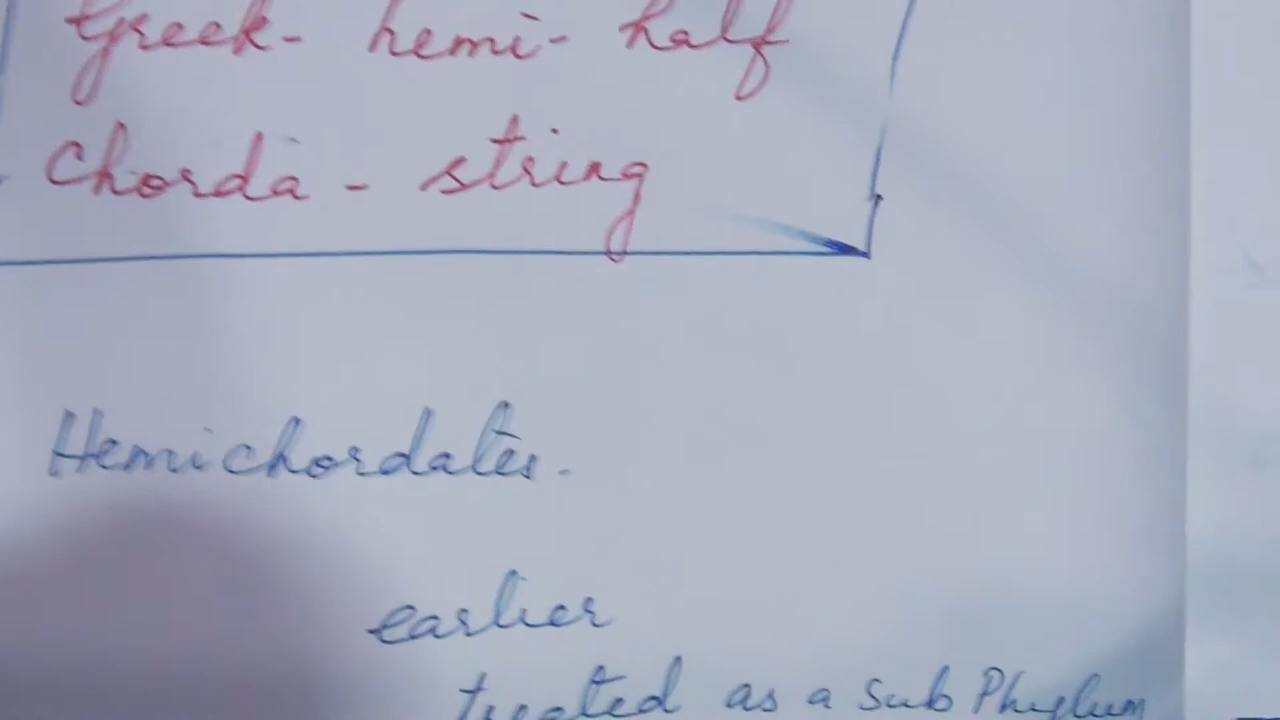 Greek- hemi- half
Chorda - string
Hemichordates.
earlier
treated as a Sub Phylum